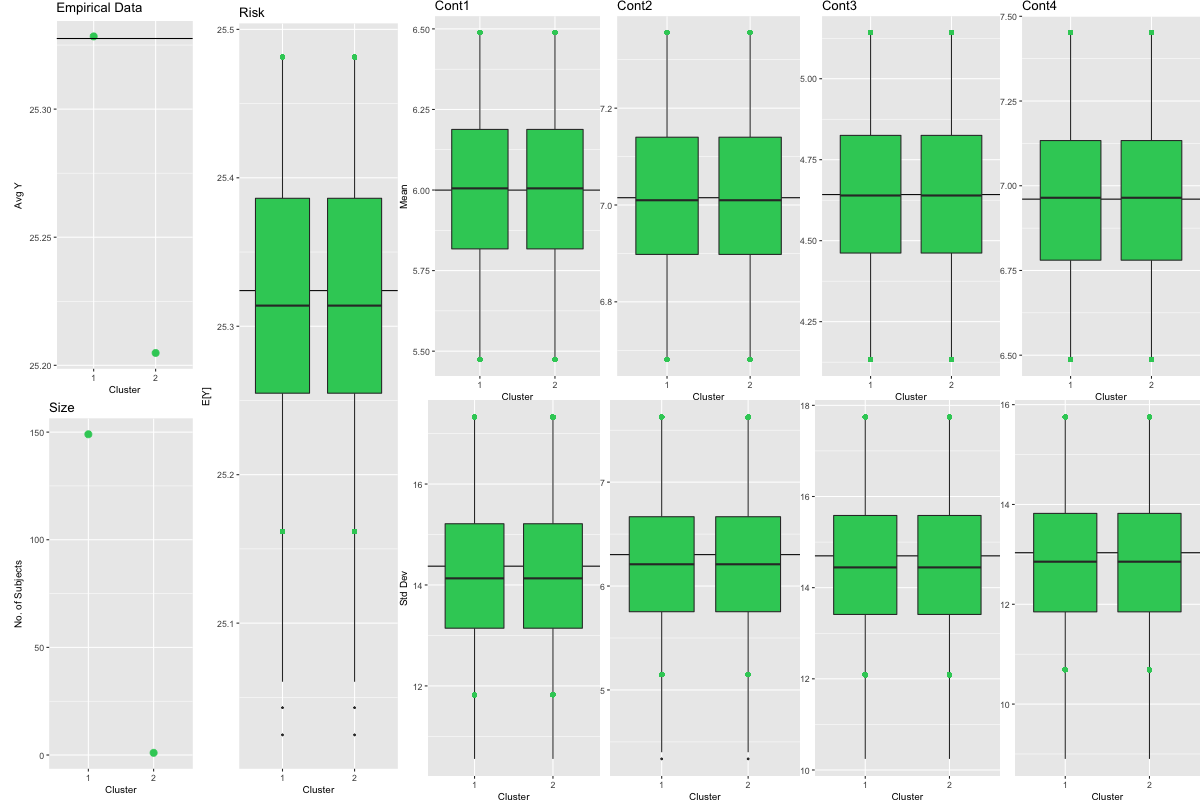 Empirical Data
Avg Y
25.30
25.25
25.20
1 2
Cluster
Size
No. of Subjects
150
100
50
0
1 2
Cluster
Risk
E[Y]
25.5
25.4
25.3
25.2
25.1
1 2
Cluster
Cont1
Mean
6.50
6.25
6.00
5.75
5.50
1 2
Cluster
Cont2
7.2
7.0
6.8
1 2
Cluster
Cont3
5.00
4.75
4.50
4.25
1 2
Cluster
Cont4
7.50
7.25
7.00
6.75
6.50
1 2
Cluster
Std Dev
16
14
12
1 2
Cluster
7
6
5
1 2
Cluster
18
16
14
12
10
1 2
Cluster
16
14
12
10
1 2
Cluster